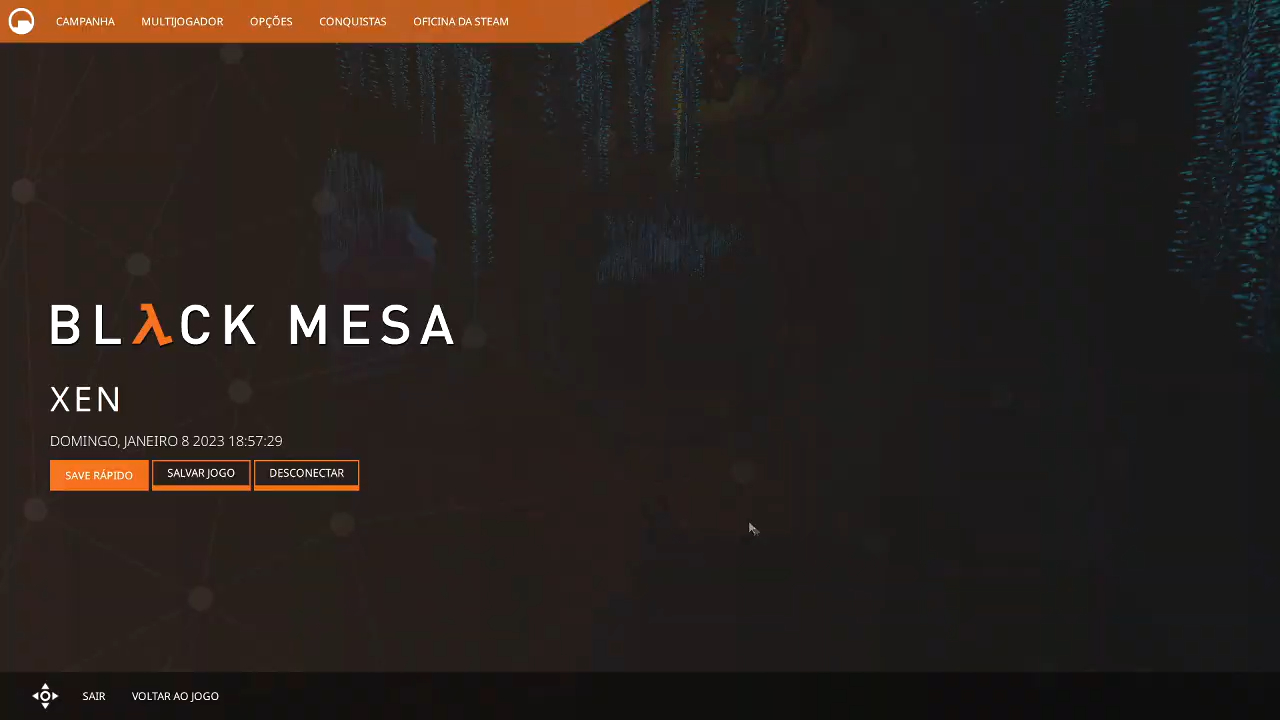 CAMPANHA MULTIJOGADOR OPÇÕES CONQUISTAS OFICINA DA STEAM
BLλCK MESA
XEN
DOMINGO, JANEIRO 8 2023 18:57:29
SAVE RÁPIDO SALVAR JOGO DESCONECTAR
SAIR VOLTAR AO JOGO